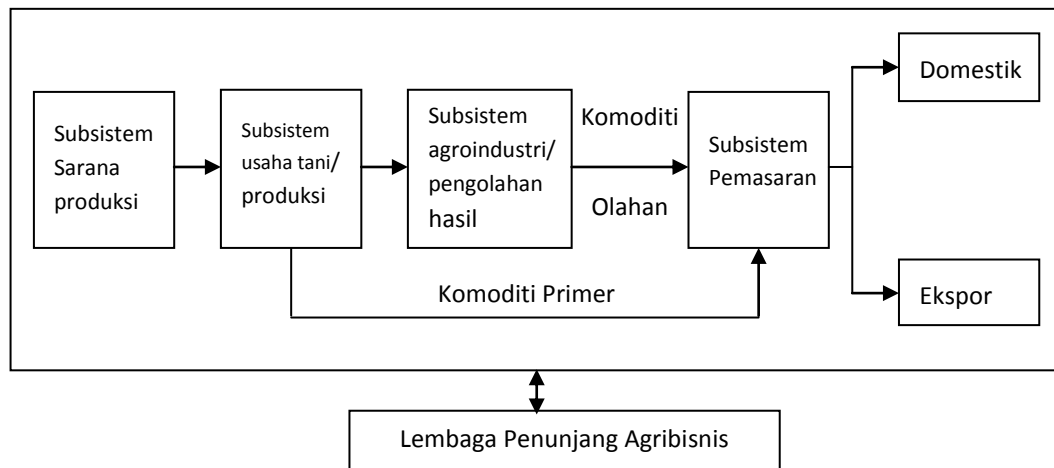 Subsistem
Sarana
produksi
Subsistem
usaha tani/
produksi
Subsistem
agroindustri/
pengolahan
hasil
Komoditi
Olahan
Subsistem
Pemasaran
Domestik
Ekspor
Komoditi Primer
Lembaga Penunjang Agribisnis